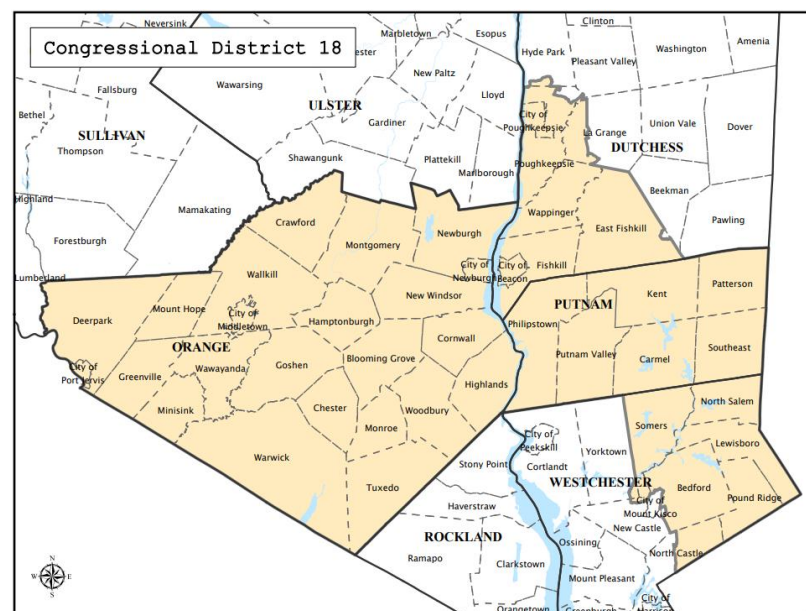 Congressional District 18
Neversink
Marbletown
Esopus
Clinton
Amenia
Hyde Park
Washington
Pleasant Valley
Fallsburg
Wawarsing
New Paltz
Lloyd
ULSTER
Bethel
SULLIVAN
Thompson
Gardiner
City of
Poughkeepsie
La Grange
Union Vale
Dover
DUTCHESS
Shawangunk
Plattekill
Marlborough
Poughkeepsie
Highland
Mamakating
Beekman
Pawling
Crawford
Wappinger
Forestburgh
Montgomery
Newburgh
East Fishkill
Lumberland
Wallkill
City of
Newburgh
City of
Beacon
Fishkill
New Windsor
Kent
Patterson
Deerpark
Mount Hope
City of
Middletown
Hamptonburgh
Philipstown
PUTNAM
Cornwall
ORANGE
City of
Port Jervis
Greenville
Wawayanda
Goshen
Blooming Grove
Putnam Valley
Carmel
Southeast
Highlands
Minisink
Chester
Woodbury
Monroe
North Salem
Somers
Lewisboro
Warwick
City of
Peekskill
Stony Point
Cortlandt
Yorktown
WESTCHESTER
Tuxedo
Bedford
Pound Ridge
City of
Mount Kisco
Haverstraw
New Castle
ROCKLAND
Ramapo
Clarkstown
Ossining
North Castle
Mount Pleasant
Orangetown
Greenburgh
City of
Harrison
N
W
E
S